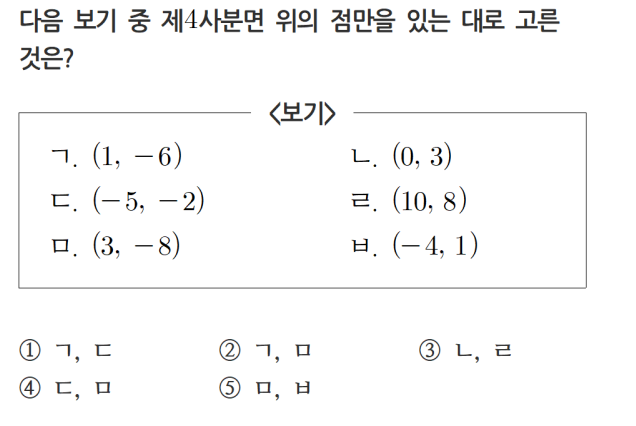 다음 보기 중 제4사분면 위의 점만을 있는 대로 고른
것은?
<보기>
ㄱ. (1, −6) ㄴ. (0, 3)
ㄷ. (−5, −2) ㄹ. (10, 8)
ㅁ. (3, −8) ㅂ. (−4, 1)
① ㄱ, ㄷ ② ㄱ, ㅁ ③ ㄴ, ㄹ
④ ㄷ, ㅁ ⑤ ㅁ, ㅂ